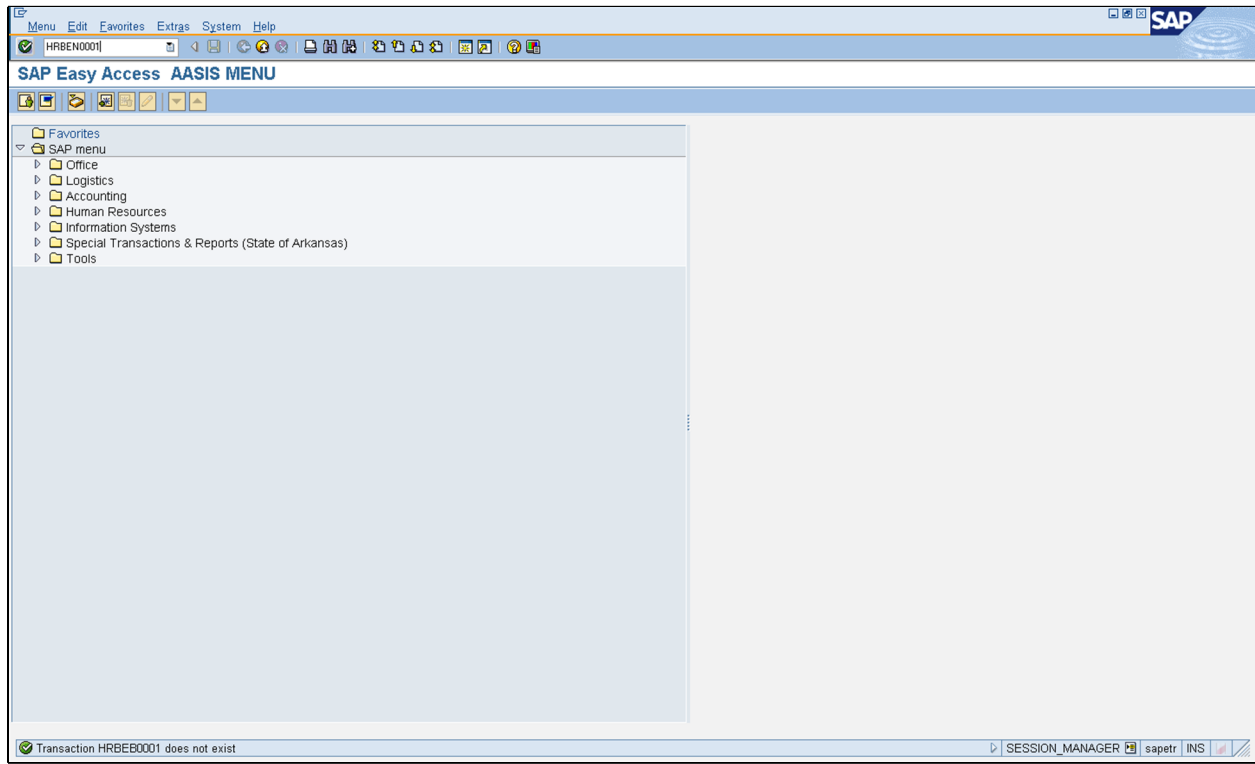 Menu Edit Favorites Extras System Help
SAP
HRBEN0001
SAP Easy Access AASIS MENU
Favorites
SAP menu
Office
Logistics
Accounting
Human Resources
Information Systems
Special Transactions & Reports (State of Arkansas)
Tools
Transaction HRBEB0001 does not exist SESSION_MANAGER sapetr INS